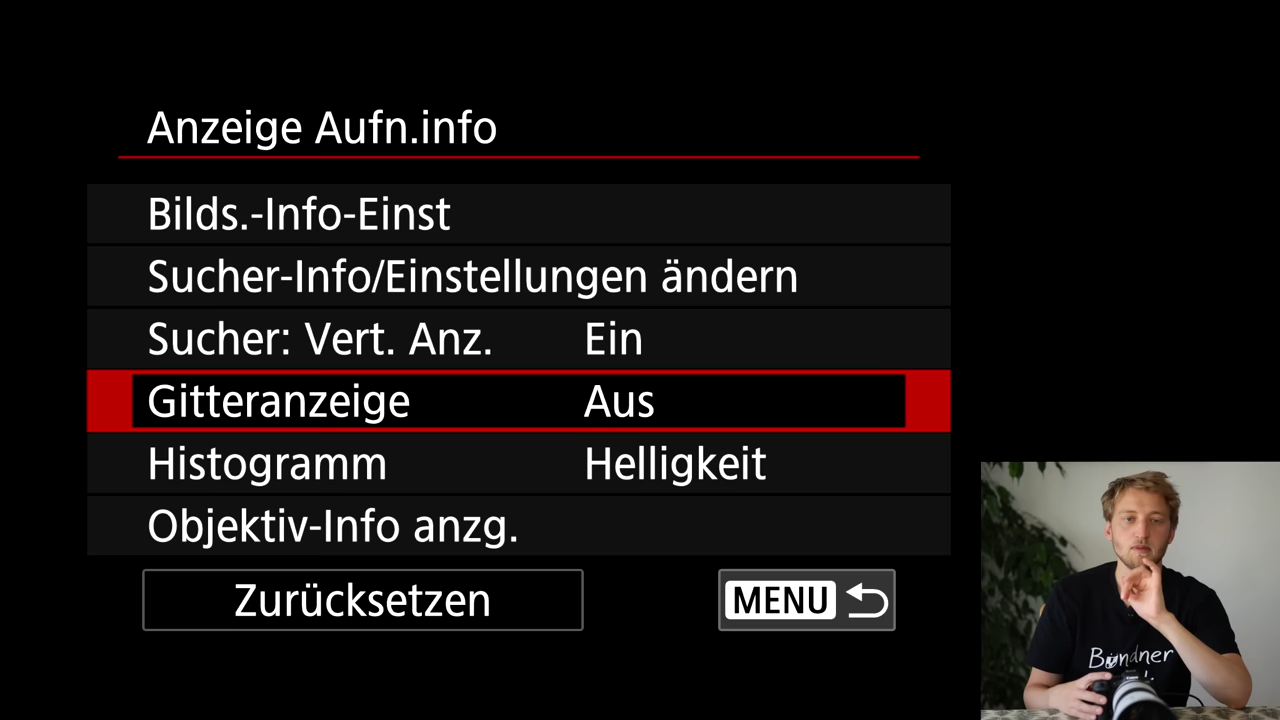 Anzeige Aufn.info
Bilds.-Info-Einst
Sucher-Info/Einstellungen ändern
Sucher: Vert. Anz. Ein
Gitteranzeige Aus
Histogramm Helligkeit
Objektiv-Info anzg.
Zurücksetzen MENU
Bündner